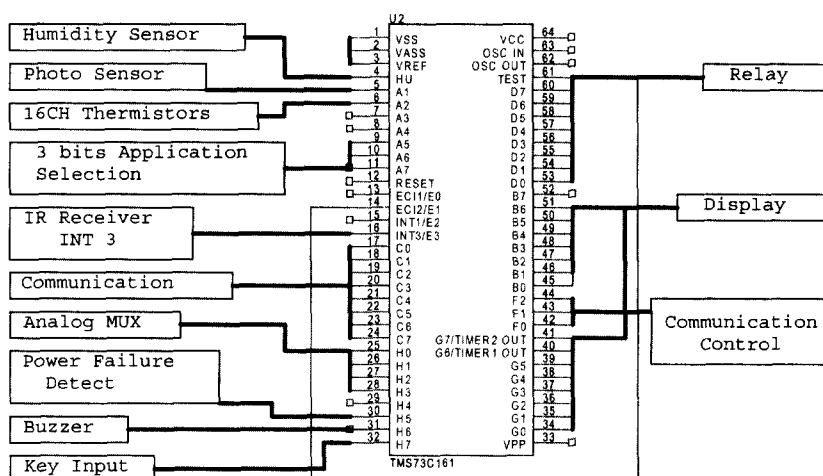 U2
Humidity Sensor
Photo Sensor
16CH Thermistors
3 bits Application
Selection
IR Receiver
INT 3
Communication
Analog MUX
Power Failure
Detect
Buzzer
Key Input
1 VSS
2 VASS
3 VREF
4 HU
5 A1
6 A2
7 A3
8 A4
9 A5
10 A6
11 A7
12 RESET
13 ECI1/E0
14 ECI2/E1
15 INT1/E2
16 INT3/E3
17 C0
18 C1
19 C2
20 C3
21 C4
22 C5
23 C6
24 C7
25 H0
26 H1
27 H2
28 H3
29 H4
30 H5
31 H6
32 H7
VCC 64
OSC IN 63
OSC OUT 62
TEST 61
D7 60
D6 59
D5 58
D4 57
D3 56
D2 55
D1 54
D0 53
B7 52
B6 51
B5 50
B4 49
B3 48
B2 47
B1 46
B0 45
F2 44
F1 43
F0 42
G7/TIMER2 OUT 41
G6/TIMER1 OUT 40
G5 39
G4 38
G3 37
G2 36
G1 35
G0 34
VPP 33
TMS73C161
Relay
Display
Communication
Control